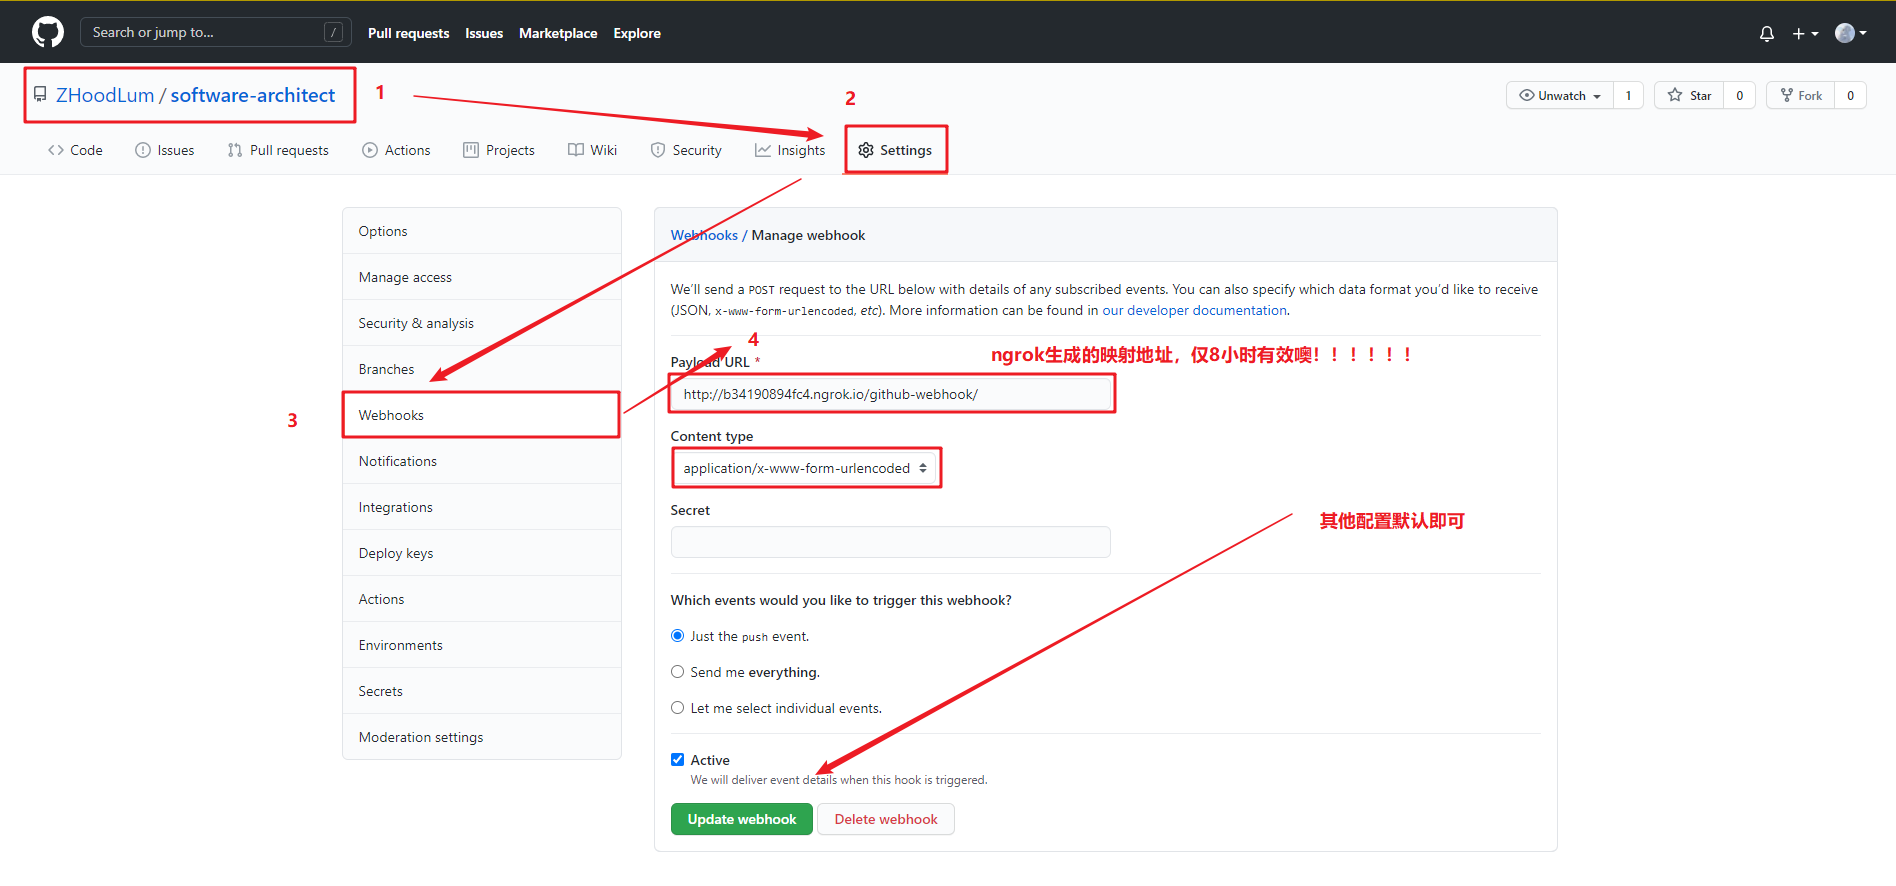 Search or jump to... /
Pull requests Issues Marketplace Explore
ZHoodLum / software-architect
1
2
Unwatch 1 Star 0 Fork 0
Code Issues Pull requests Actions Projects Wiki Security Insights Settings
Options
Manage access
Security & analysis
Branches
3
Webhooks
Notifications
Integrations
Deploy keys
Actions
Environments
Secrets
Moderation settings
Webhooks / Manage webhook
We'll send a POST request to the URL below with details of any subscribed events. You can also specify which data format you'd like to receive
(JSON, x-www-form-urlencoded, etc). More information can be found in our developer documentation.
4
Payload URL *
ngrok生成的映射地址，仅8小时有效噢！！！！！！
http://b34190894fc4.ngrok.io/github-webhook/
Content type
application/x-www-form-urlencoded
Secret
其他配置默认即可
Which events would you like to trigger this webhook?
Just the push event.
Send me everything.
Let me select individual events.
Active
We will deliver event details when this hook is triggered.
Update webhook Delete webhook